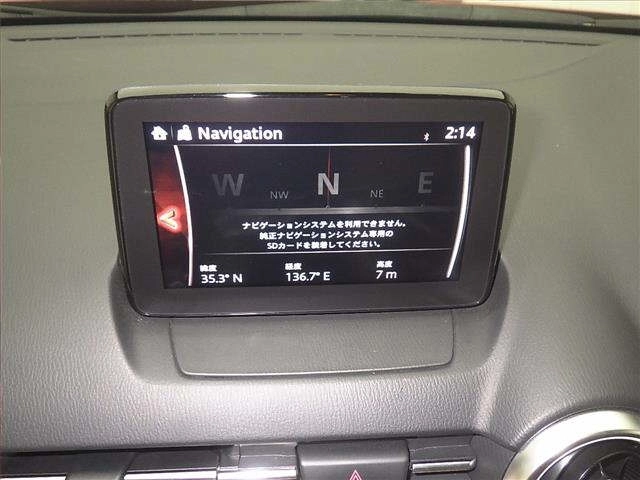 Navigation
2:14
W NW N NE E
ナビゲーションシステムを利用できません。
純正ナビゲーションシステム専用の
SDカードを装着してください。
緯度 経度 高度
35.3° N 136.7° E 7 m